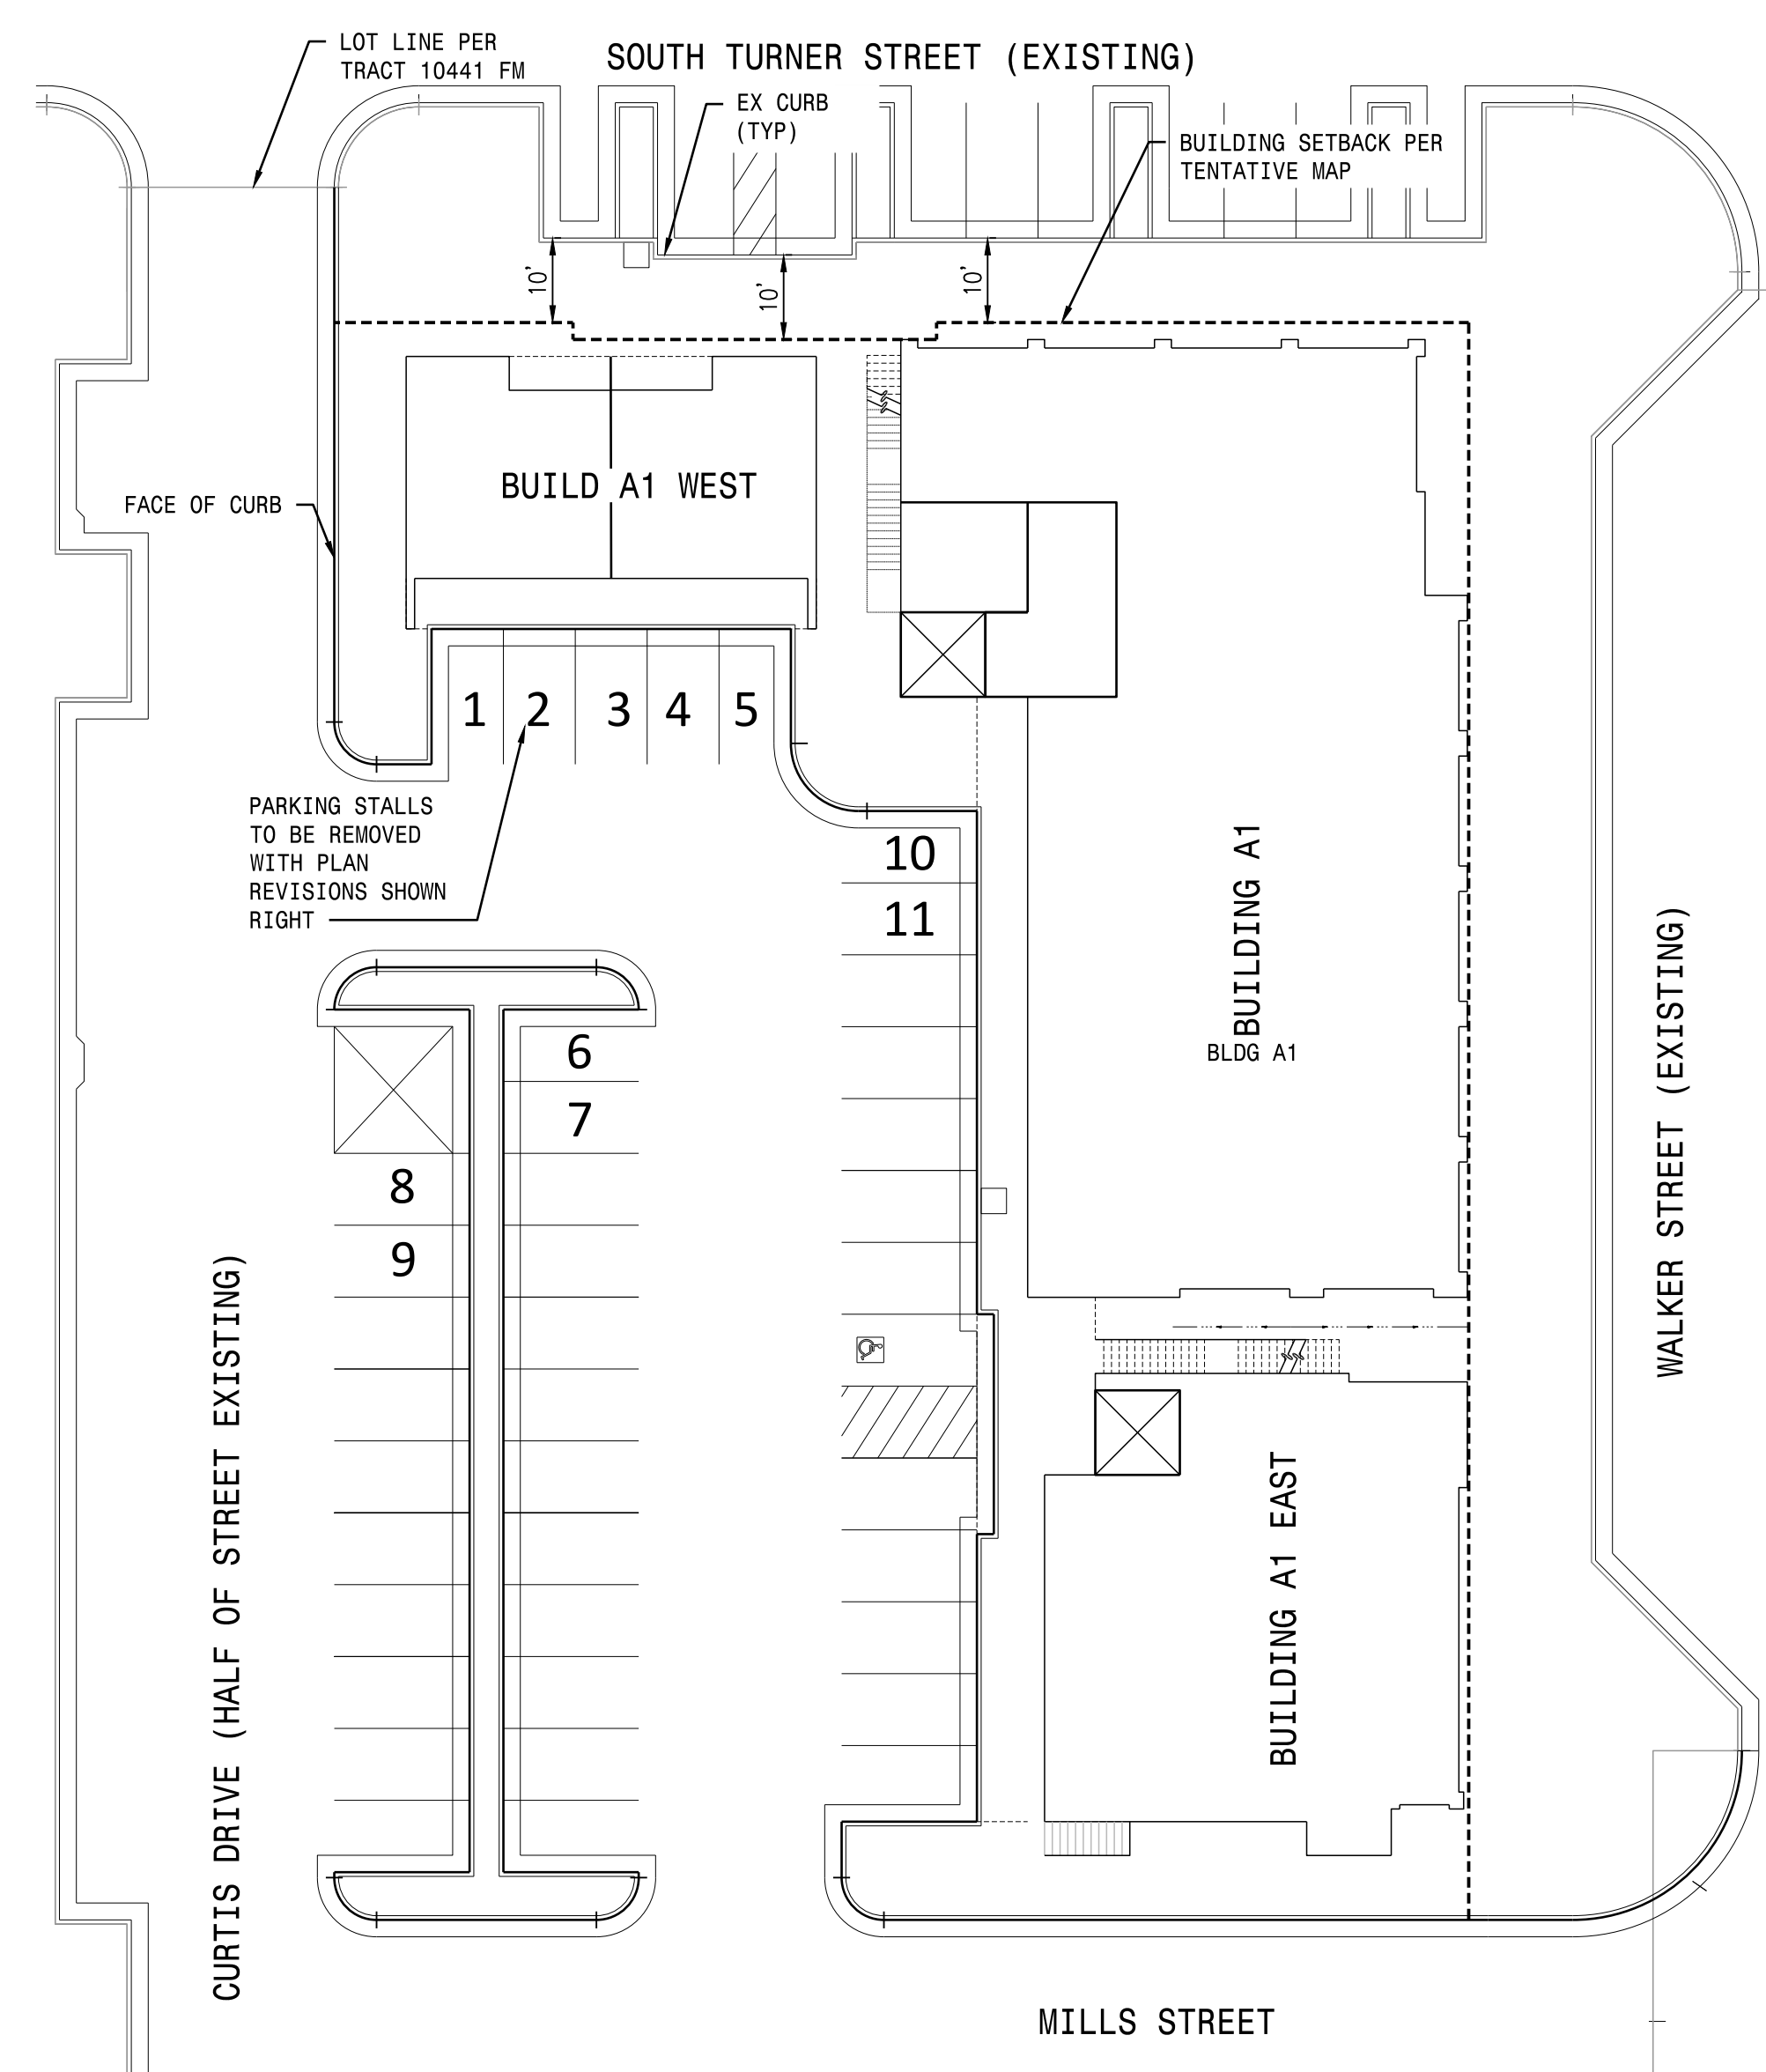 LOT LINE PER
TRACT 10441 FM
SOUTH TURNER STREET (EXISTING)
EX CURB
(TYP)
BUILDING SETBACK PER
TENTATIVE MAP
10'
10'
10'
BUILD A1 WEST
FACE OF CURB
1 2 3 4 5
PARKING STALLS
TO BE REMOVED
WITH PLAN
REVISIONS SHOWN
RIGHT
10
11
BUILDING A1
BLDG A1
6
7
8
9
WALKER STREET (EXISTING)
CURTIS DRIVE (HALF OF STREET EXISTING)
BUILDING A1 EAST
MILLS STREET